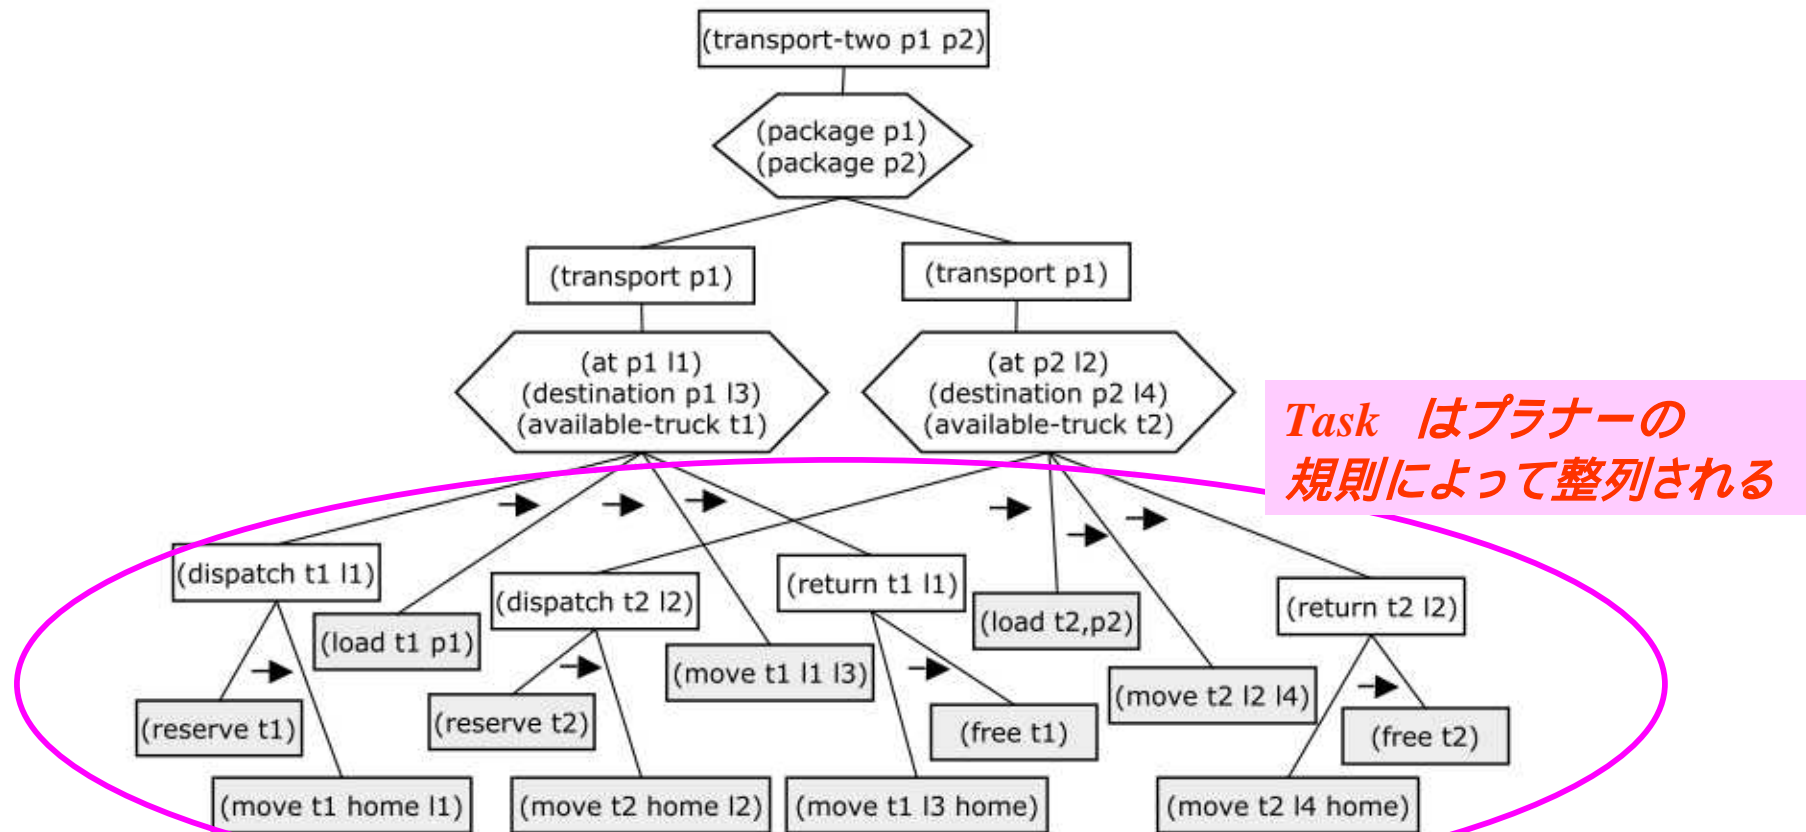 (transport-two p1 p2)
(package p1)
(package p2)
(transport p1)
(transport p1)
(at p1 l1)
(destination p1 l3)
(available-truck t1)
(at p2 l2)
(destination p2 l4)
(available-truck t2)
Task はプラナーの
規則によって整列される
(dispatch t1 l1)
(load t1 p1)
(dispatch t2 l2)
(move t1 l1 l3)
(return t1 l1)
(load t2,p2)
(move t2 l2 l4)
(return t2 l2)
(reserve t1)
(reserve t2)
(free t1)
(free t2)
(move t1 home l1)
(move t2 home l2)
(move t1 l3 home)
(move t2 l4 home)